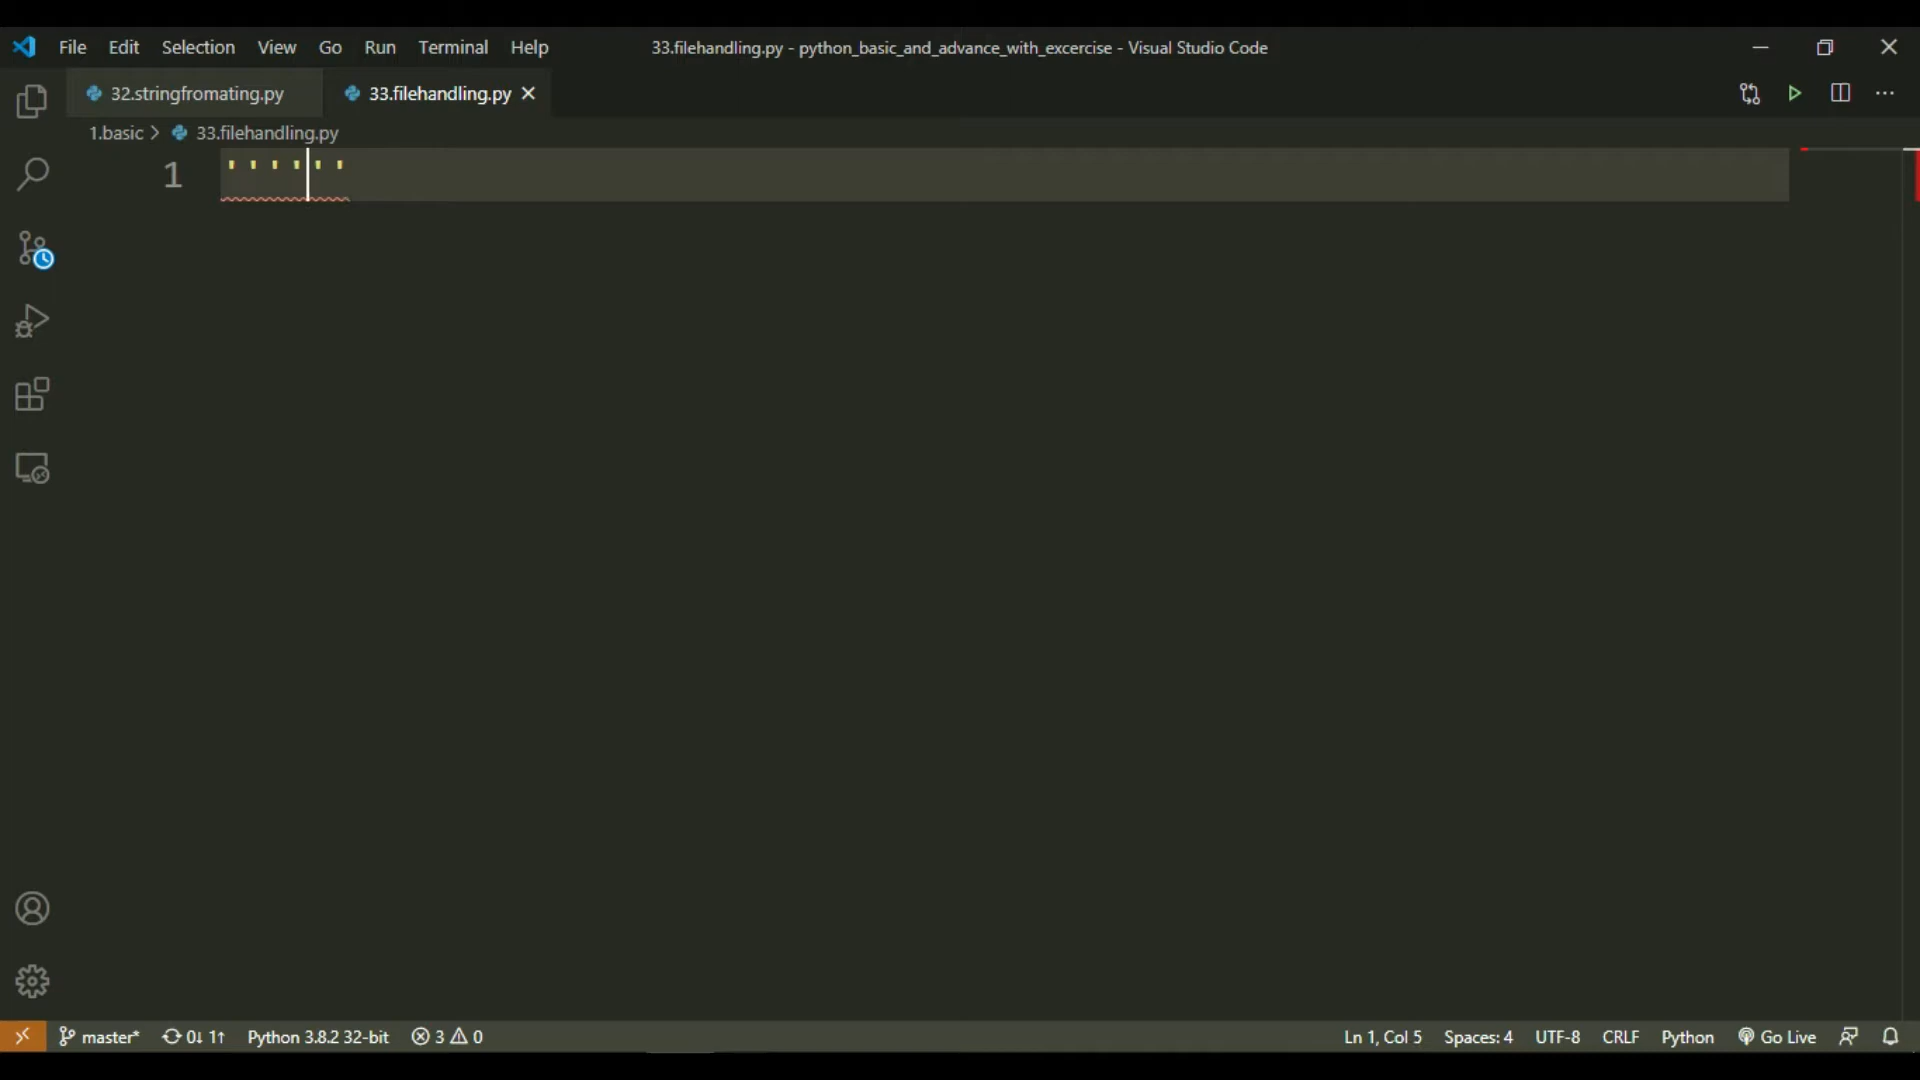 File Edit Selection View Go Run Terminal Help 33.filehandling.py - python_basic_and_advance_with_excercise - Visual Studio Code
32.stringfromating.py 33.filehandling.py
1.basic > 33.filehandling.py
1 ''''''
master* 0↓ 1↑ Python 3.8.2 32-bit 3 0 Ln 1, Col 5 Spaces: 4 UTF-8 CRLF Python Go Live